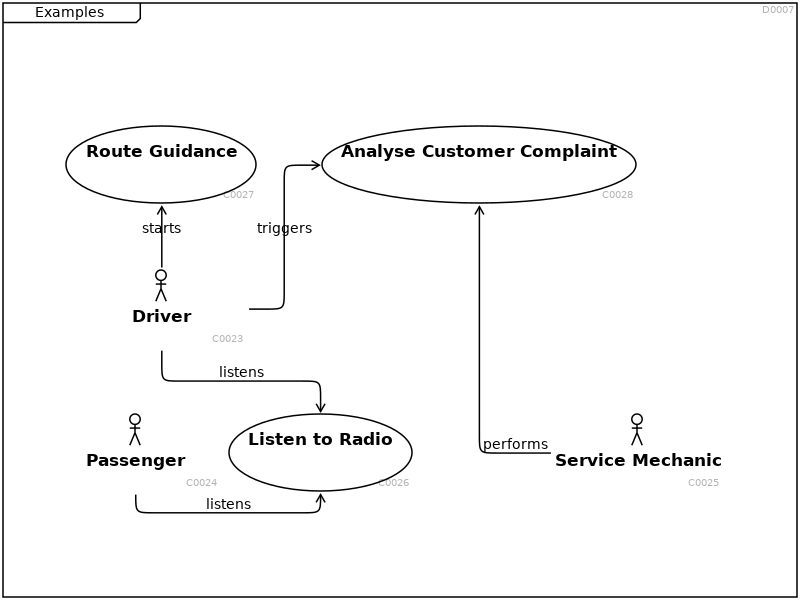 Examples
D0007
Route Guidance
C0027
Analyse Customer Complaint
C0028
starts
triggers
Driver
C0023
listens
Passenger
C0024
Listen to Radio
C0026
performs
Service Mechanic
C0025
listens